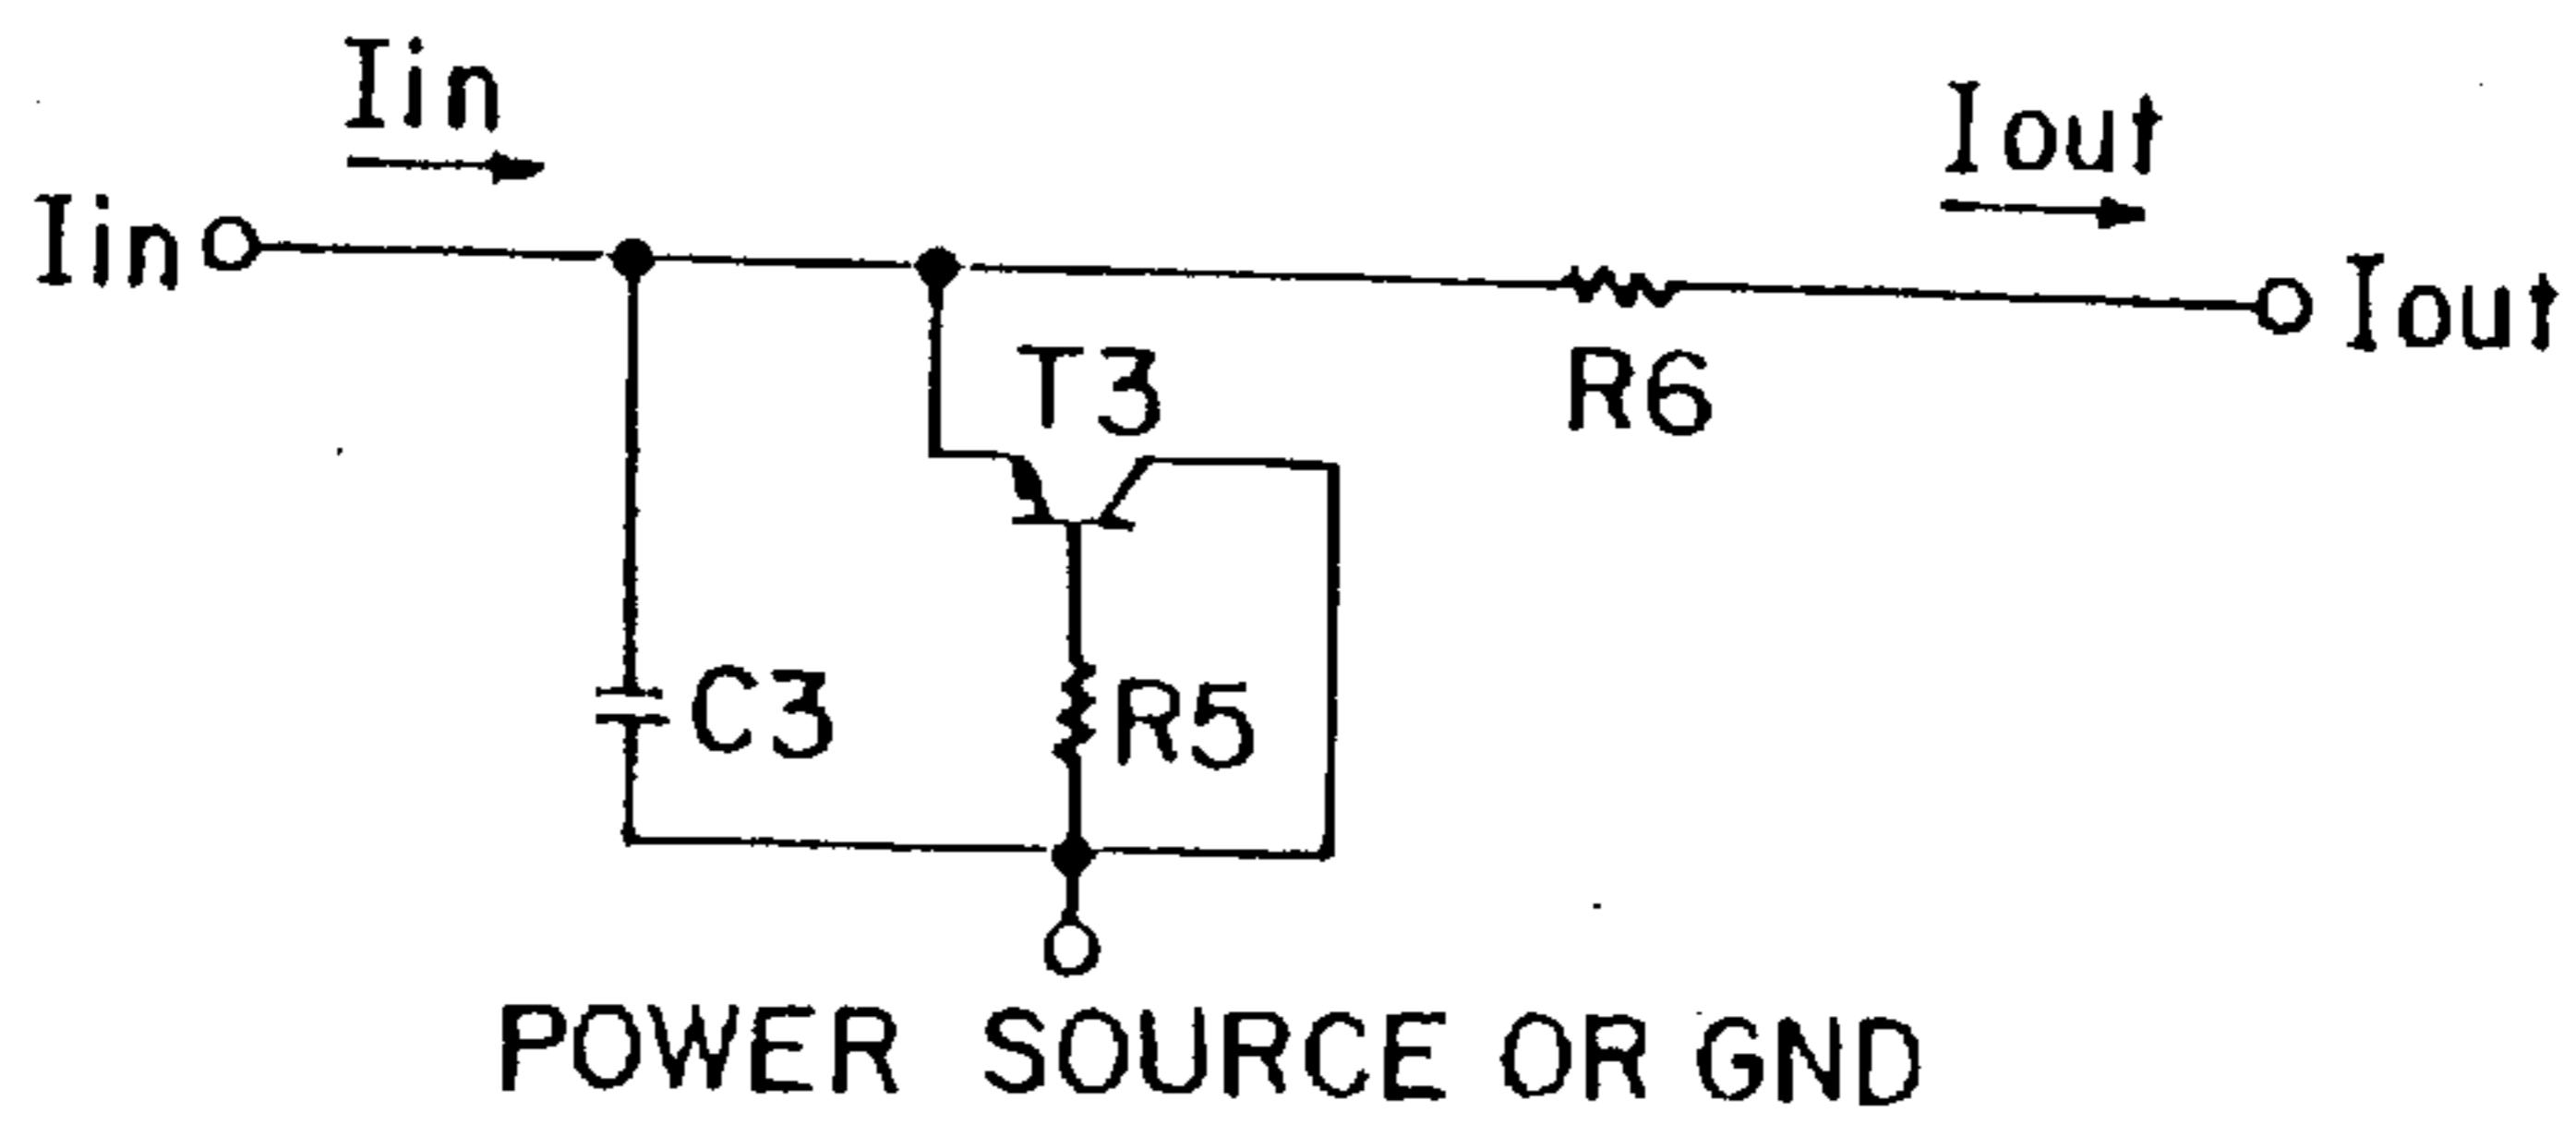 Iin
Iout
Iin
Iout
T3
R6
C3
R5
POWER SOURCE OR GND